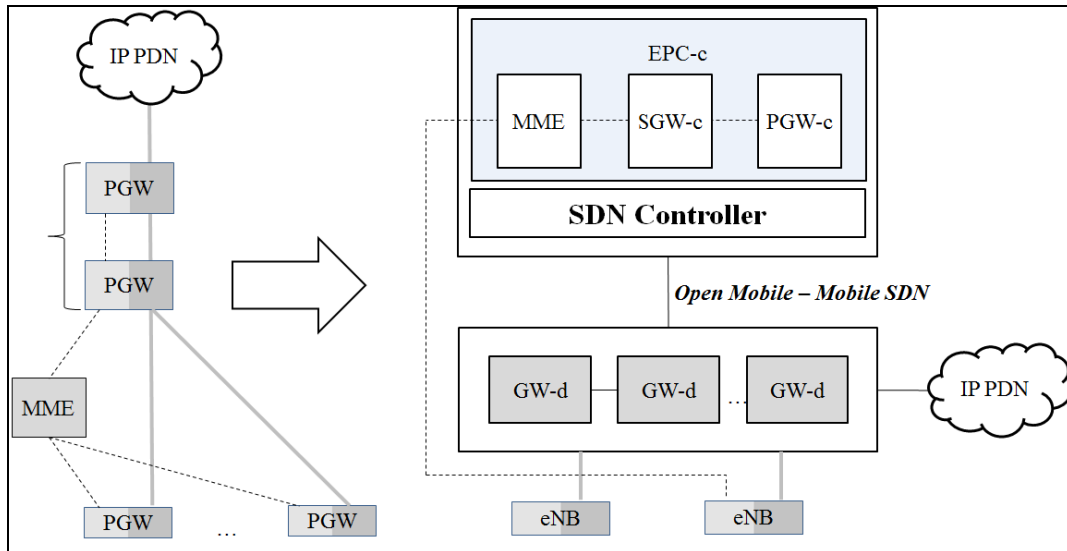 IP PDN
PGW
PGW
MME
PGW
...
PGW
EPC-c
MME
SGW-c
PGW-c
SDN Controller
Open Mobile – Mobile SDN
GW-d
GW-d
...
GW-d
IP PDN
eNB
eNB